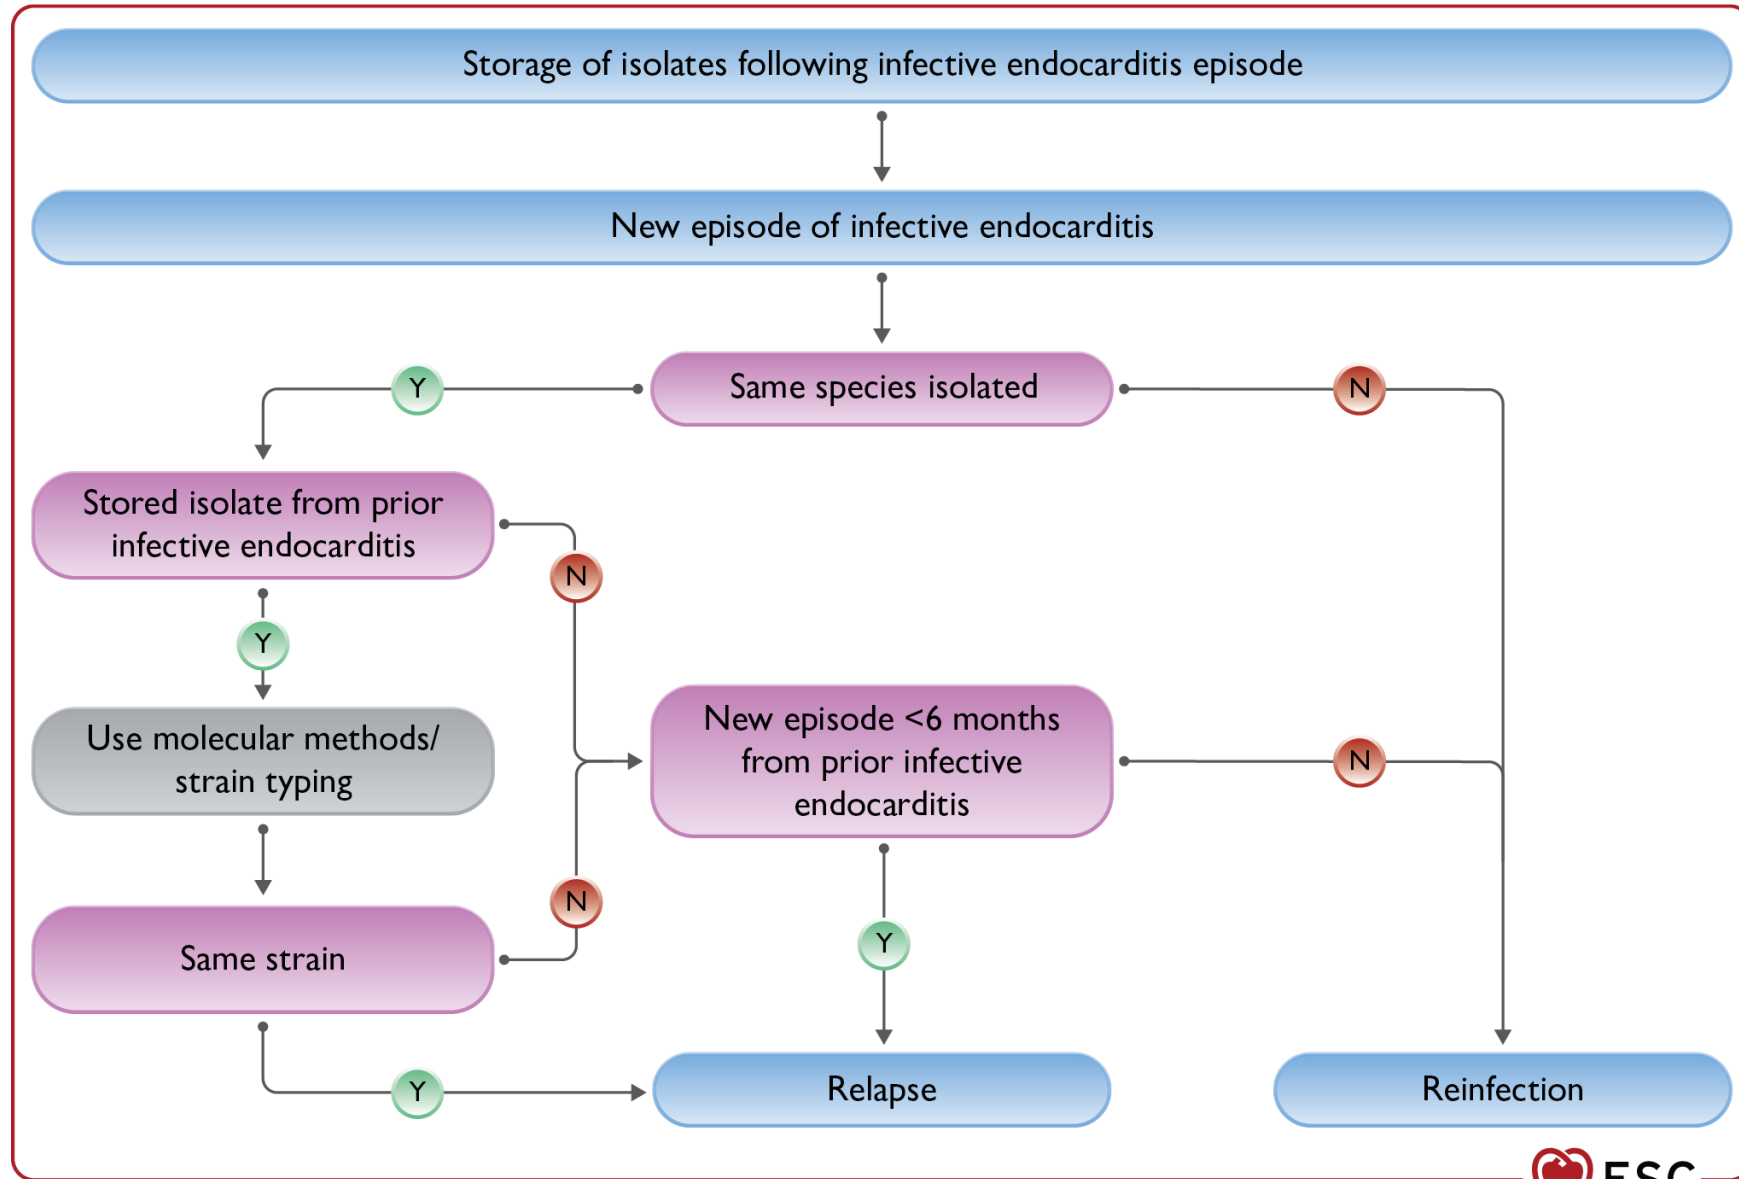 Storage of isolates following infective endocarditis episode
New episode of infective endocarditis
Same species isolated
Y
N
Stored isolate from prior
infective endocarditis
N
Y
Use molecular methods/
strain typing
New episode <6 months
from prior infective
endocarditis
N
N
Same strain
Y
Y
Relapse
Reinfection
ESC